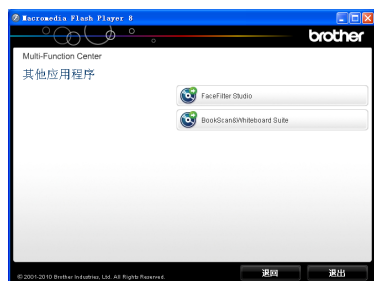 Macromedia Flash Player 8
brother
Multi-Function Center
其他应用程序
FaceFilter Studio
BookScan&Whiteboard Suite
© 2001-2010 Brother Industries, Ltd. All Rights Reserved.
退回
退出